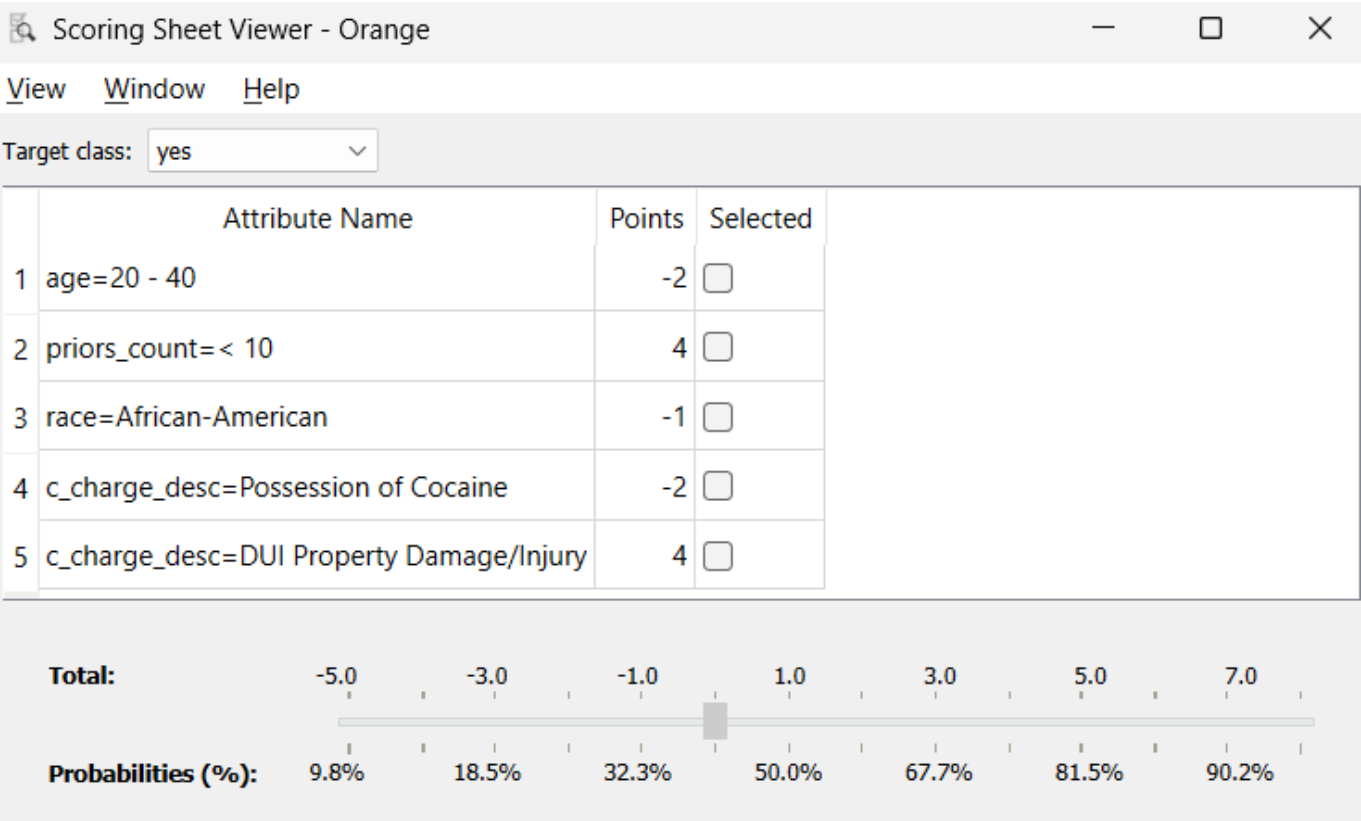 Scoring Sheet Viewer - Orange
View Window Help
Target class: yes
Attribute Name Points Selected
1 age=20 - 40 -2
2 priors_count=< 10 4
3 race=African-American -1
4 c_charge_desc=Possession of Cocaine -2
5 c_charge_desc=DUI Property Damage/Injury 4
Total: -5.0 -3.0 -1.0 1.0 3.0 5.0 7.0
Probabilities (%): 9.8% 18.5% 32.3% 50.0% 67.7% 81.5% 90.2%